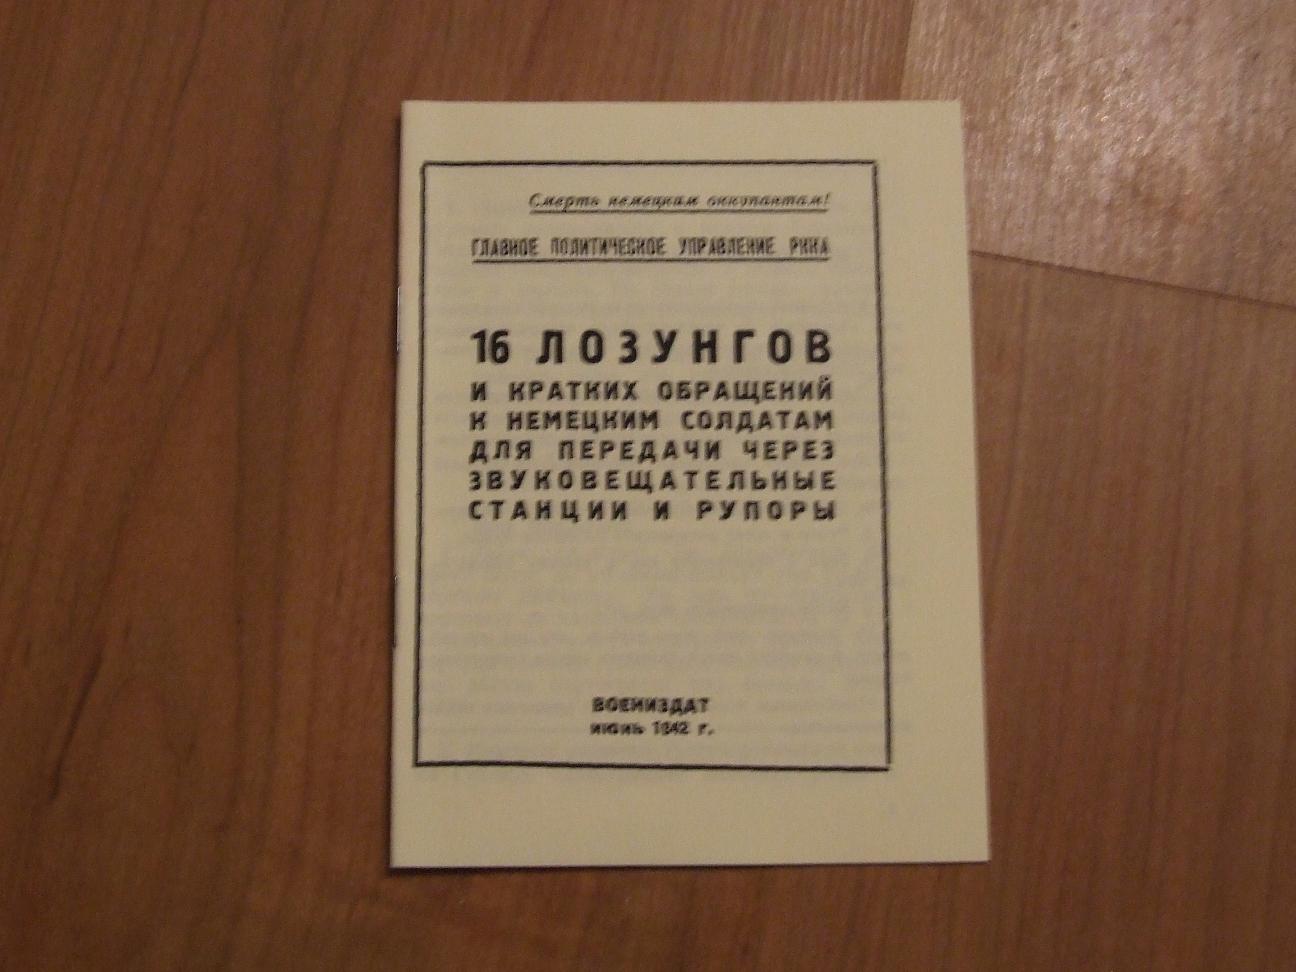 Смерть немецким оккупантам!
ГЛАВНОЕ ПОЛИТИЧЕСКОЕ УПРАВЛЕНИЕ РККА
16 ЛОЗУНГОВ
И КРАТКИХ ОБРАЩЕНИЙ
К НЕМЕЦКИМ СОЛДАТАМ
ДЛЯ ПЕРЕДАЧИ ЧЕРЕЗ
ЗВУКОВЕЩАТЕЛЬНЫЕ
СТАНЦИИ И РУПОРЫ
ВОЕНИЗДАТ
июнь 1942 г.